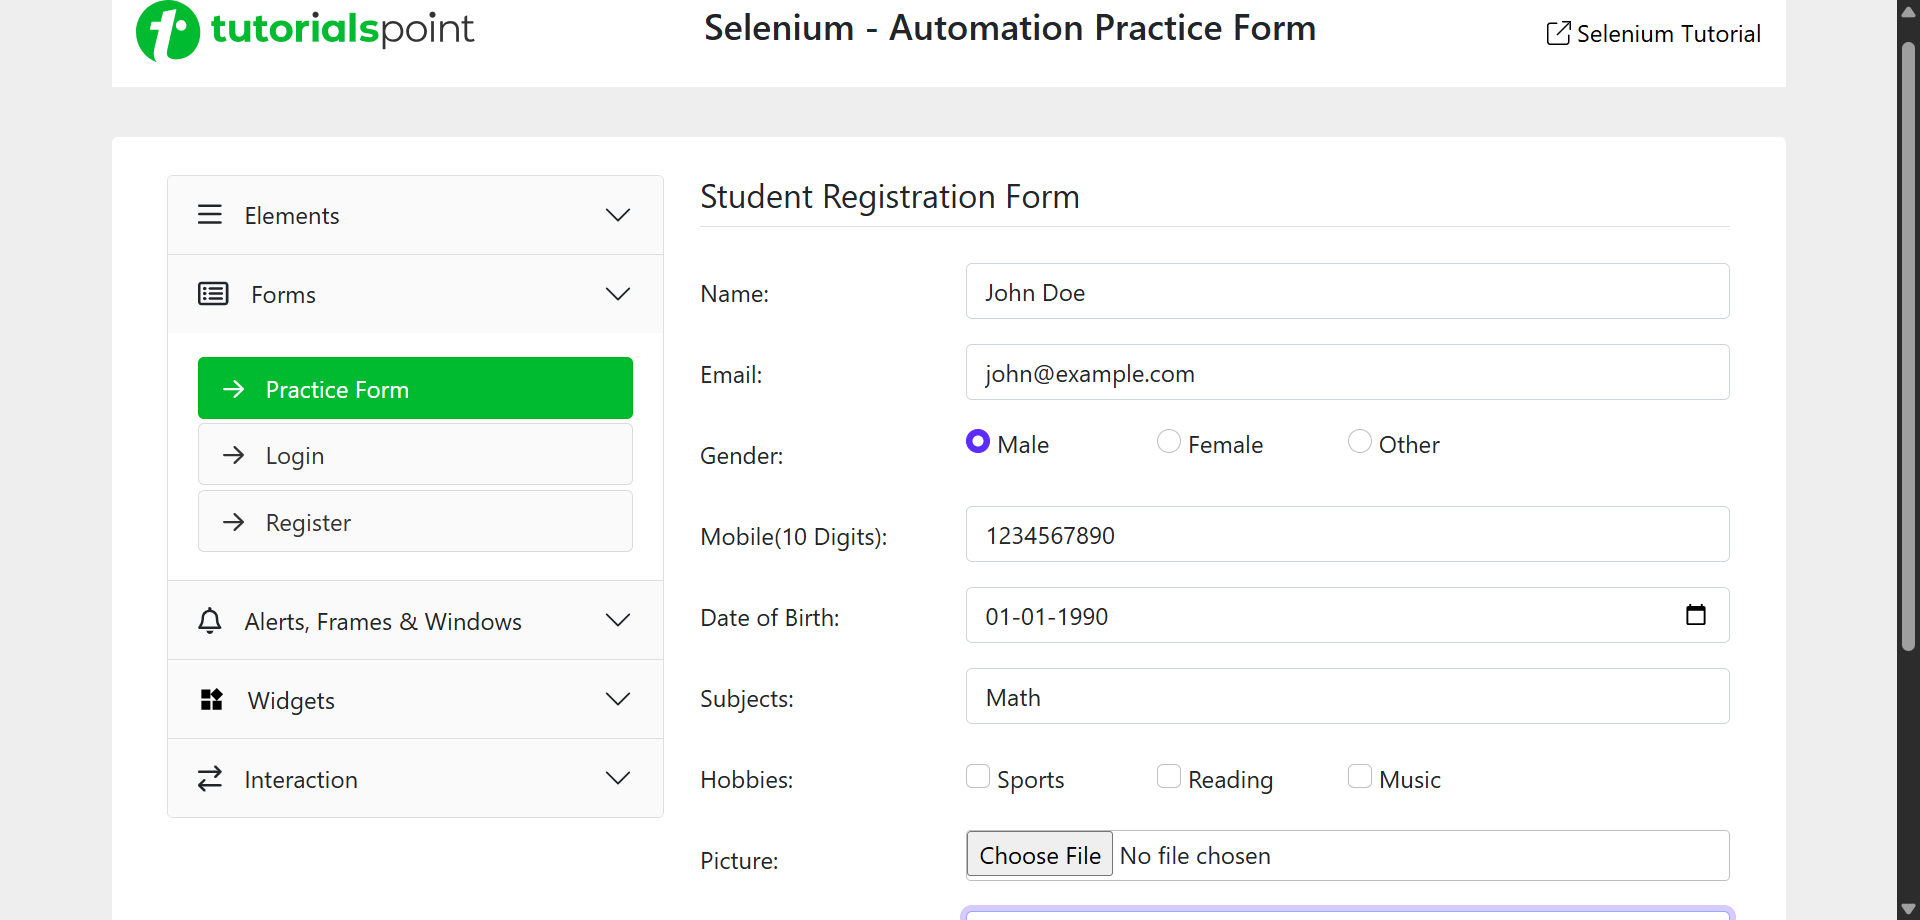 tutorialspoint
Selenium - Automation Practice Form
Selenium Tutorial
Elements
Forms
Practice Form
Login
Register
Alerts, Frames & Windows
Widgets
Interaction
Student Registration Form
Name:
John Doe
Email:
john@example.com
Gender:
Male Female Other
Mobile(10 Digits):
1234567890
Date of Birth:
01-01-1990
Subjects:
Math
Hobbies:
Sports Reading Music
Picture:
Choose File No file chosen